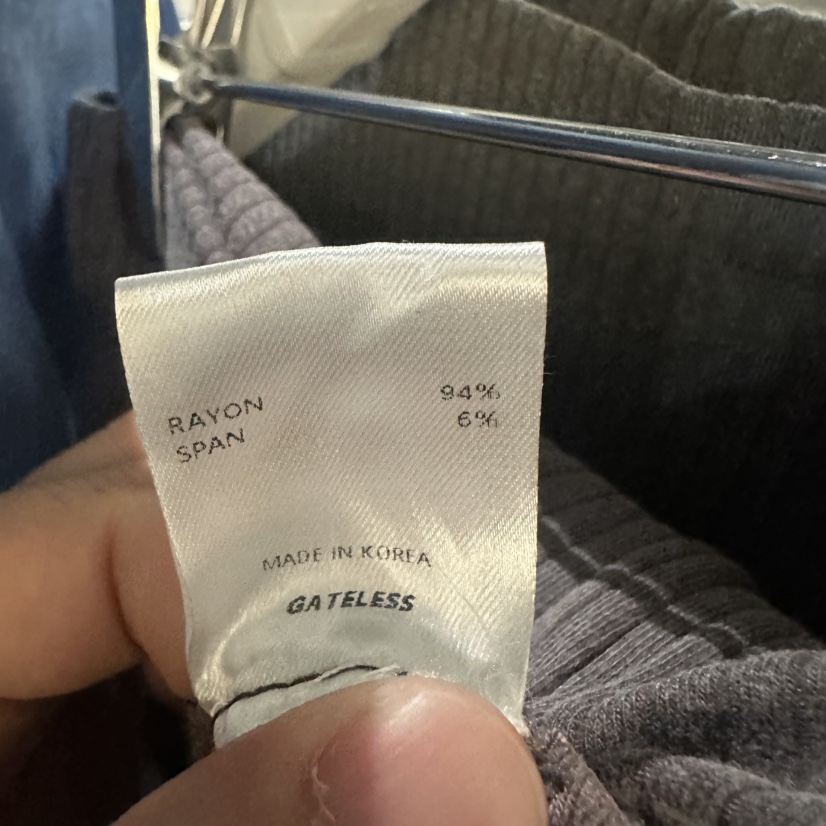 RAYON 94%
SPAN 6%
MADE IN KOREA
GATELESS